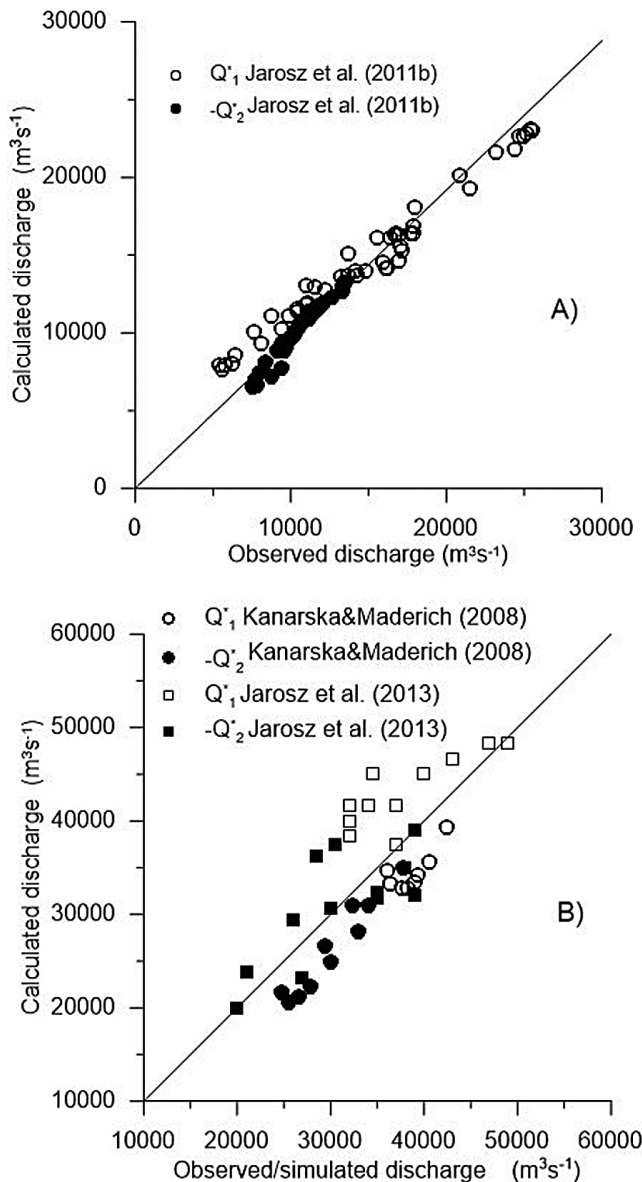 30000
Q*1 Jarosz et al. (2011b)
-Q*2 Jarosz et al. (2011b)
20000
Calculated discharge (m³s⁻¹)
A)
10000
0
0 10000 20000 30000
Observed discharge (m³s⁻¹)
Q*1 Kanarska&Maderich (2008)
60000
-Q*2 Kanarska&Maderich (2008)
Q*1 Jarosz et al. (2013)
50000
-Q*2 Jarosz et al. (2013)
40000
Calculated discharge (m³s⁻¹)
30000
B)
20000
10000
10000 20000 30000 40000 50000 60000
Observed/simulated discharge (m³s⁻¹)